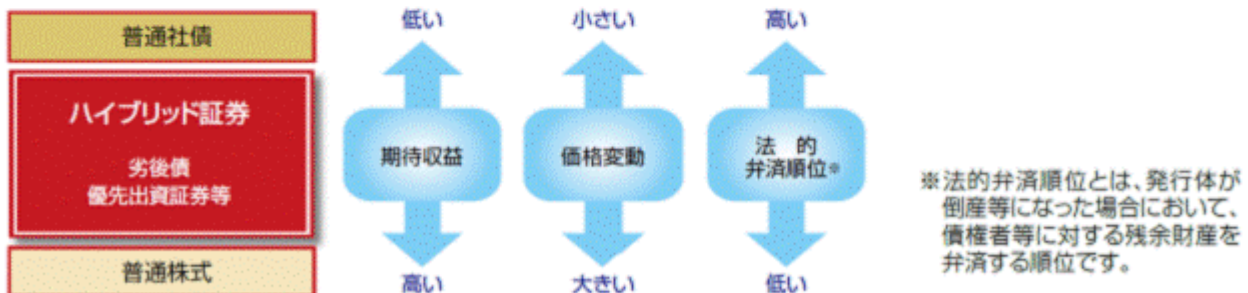 普通社債
ハイブリッド証券
劣後債
優先出資証券等
普通株式
低い
期待収益
高い
小さい
価格変動
大きい
高い
法的
弁済順位※
低い
※法的弁済順位とは、発行体が
倒産等になった場合において、
債権者等に対する残余財産を
弁済する順位です。